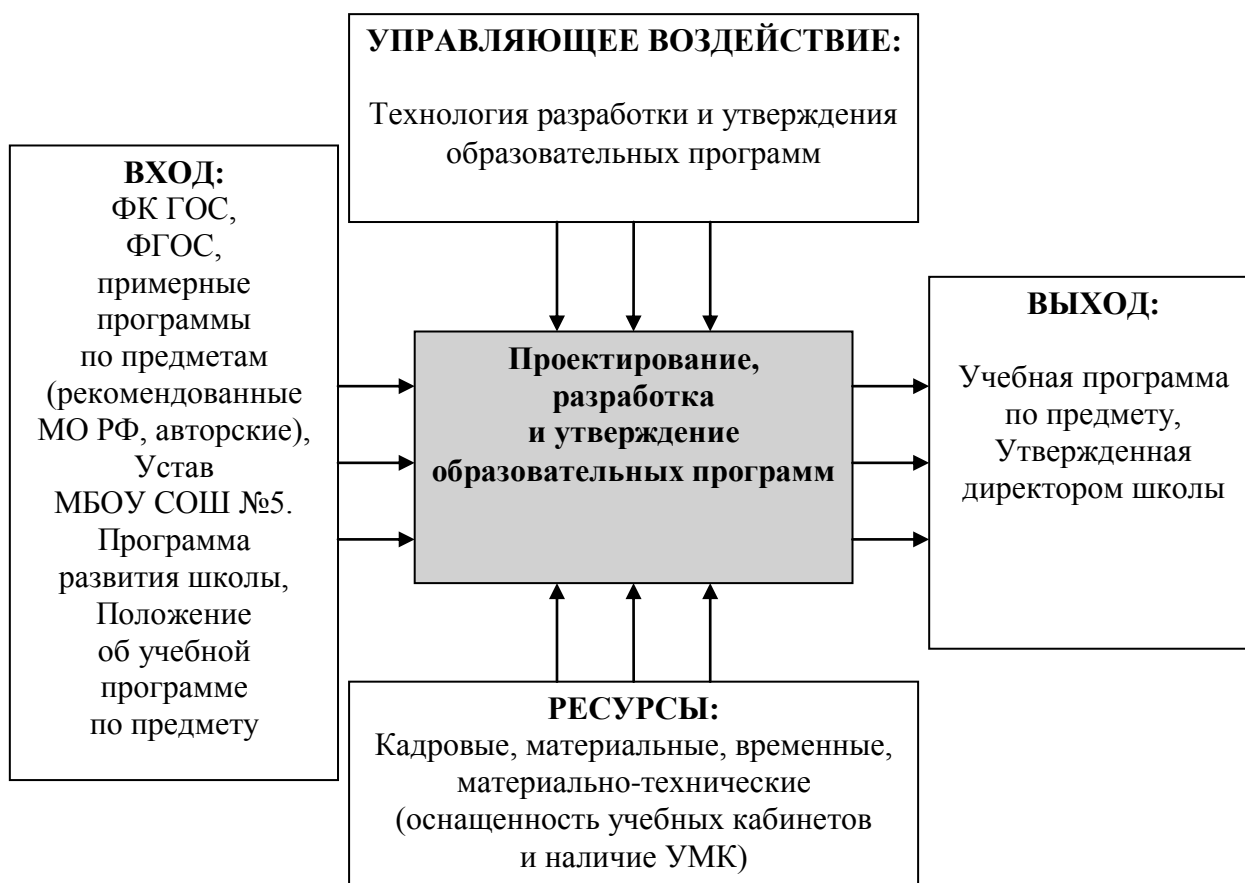 УПРАВЛЯЮЩЕЕ ВОЗДЕЙСТВИЕ:
Технология разработки и утверждения
образовательных программ
ВХОД:
ФК ГОС,
ФГОС,
примерные
программы
по предметам
(рекомендованные
МО РФ, авторские),
Устав
МБОУ СОШ №5.
Программа
развития школы,
Положение
об учебной
программе
по предмету
Проектирование,
разработка
и утверждение
образовательных программ
ВЫХОД:
Учебная программа
по предмету,
Утвержденная
директором школы
РЕСУРСЫ:
Кадровые, материальные, временные,
материально-технические
(оснащенность учебных кабинетов
и наличие УМК)